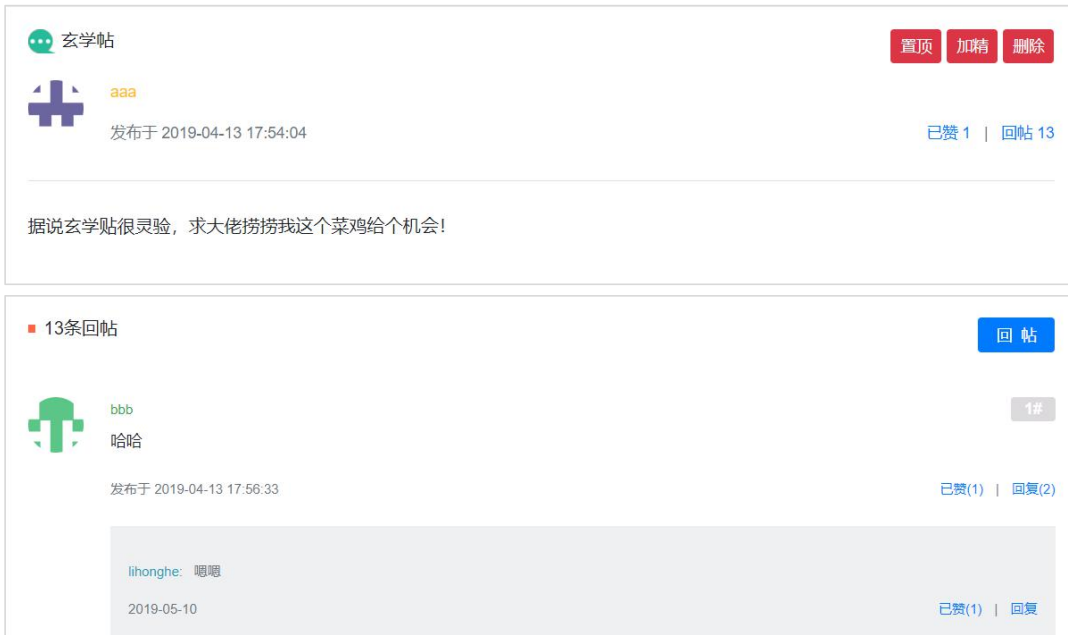 玄学帖
置顶 加精 删除
aaa
发布于 2019-04-13 17:54:04
已赞 1 | 回帖 13
据说玄学贴很灵验，求大佬捞捞我这个菜鸡给个机会！
13条回帖
回 帖
bbb
1#
哈哈
发布于 2019-04-13 17:56:33
已赞(1) | 回复(2)
lihonghe: 嗯嗯
2019-05-10
已赞(1) | 回复